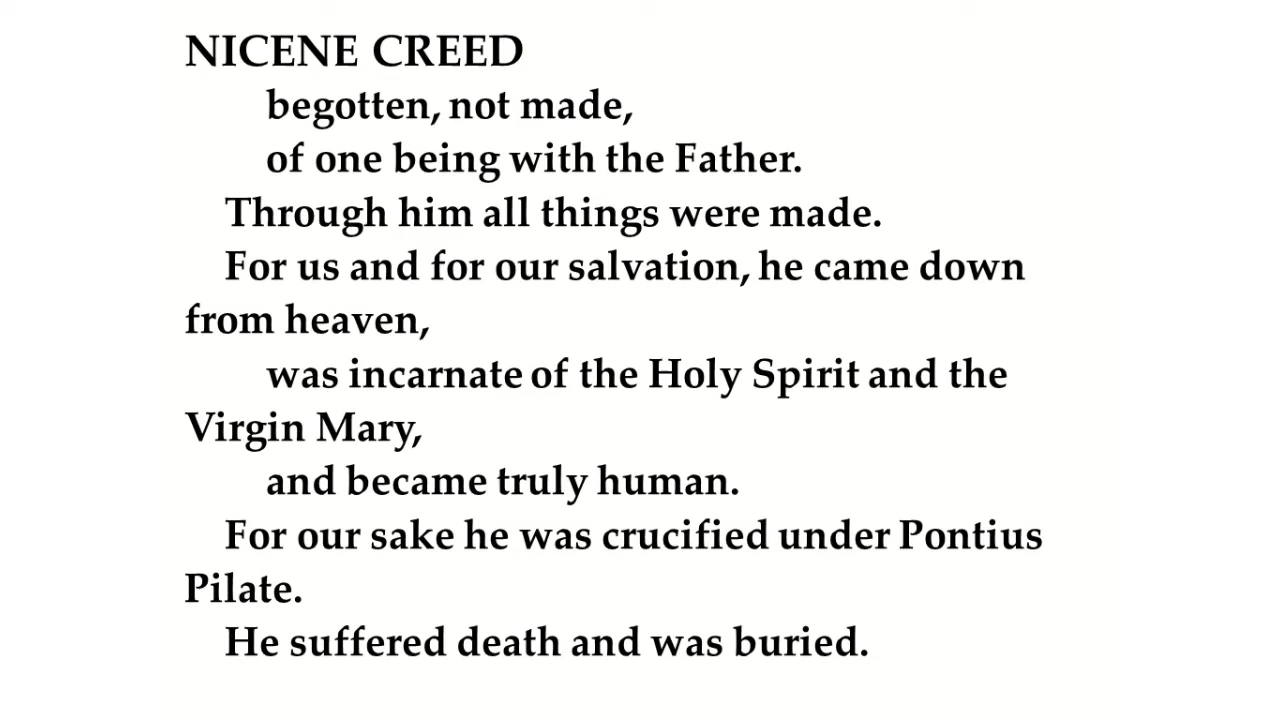 NICENE CREED
begotten, not made,
of one being with the Father.
Through him all things were made.
For us and for our salvation, he came down
from heaven,
was incarnate of the Holy Spirit and the
Virgin Mary,
and became truly human.
For our sake he was crucified under Pontius
Pilate.
He suffered death and was buried.